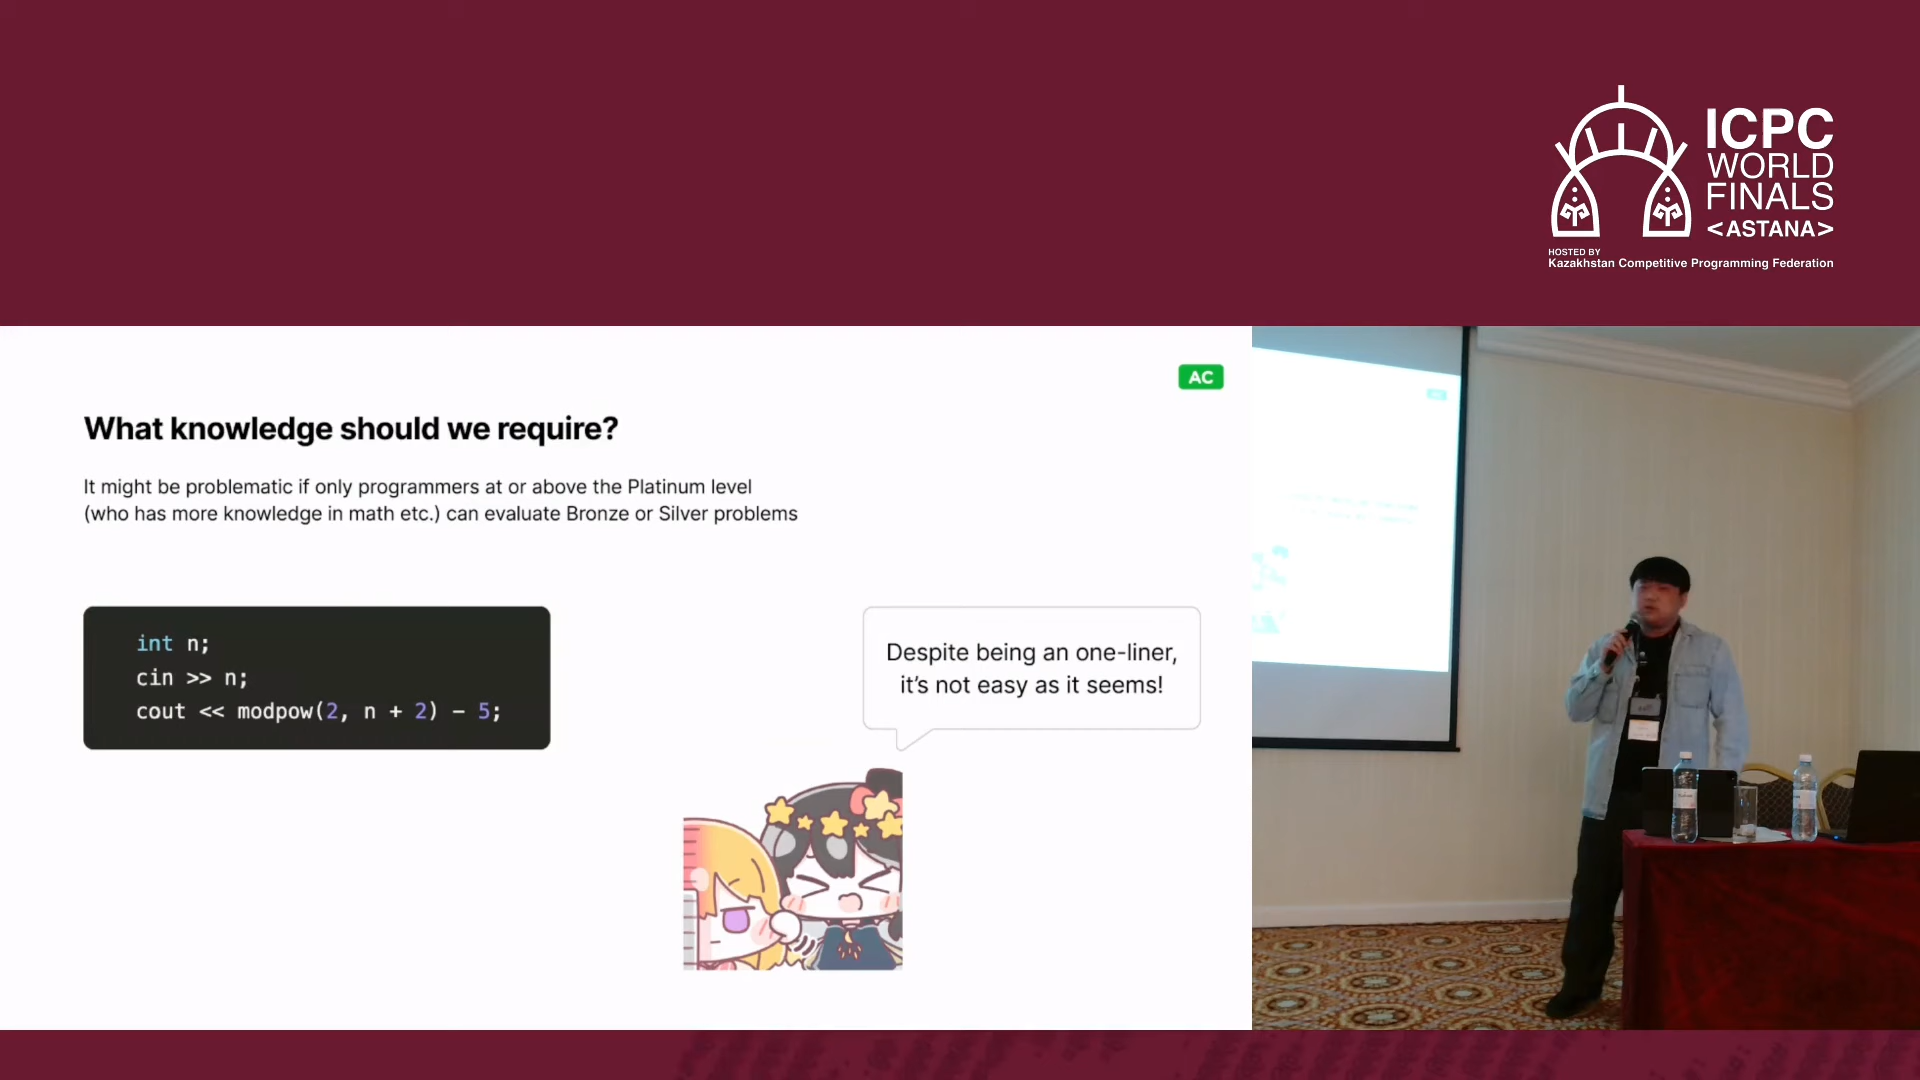 ICPC
WORLD
FINALS
<ASTANA>
HOSTED BY
Kazakhstan Competitive Programming Federation
AC
What knowledge should we require?
It might be problematic if only programmers at or above the Platinum level
(who has more knowledge in math etc.) can evaluate Bronze or Silver problems
int n;
cin >> n;
cout << modpow(2, n + 2) - 5;
Despite being an one-liner,
it's not easy as it seems!